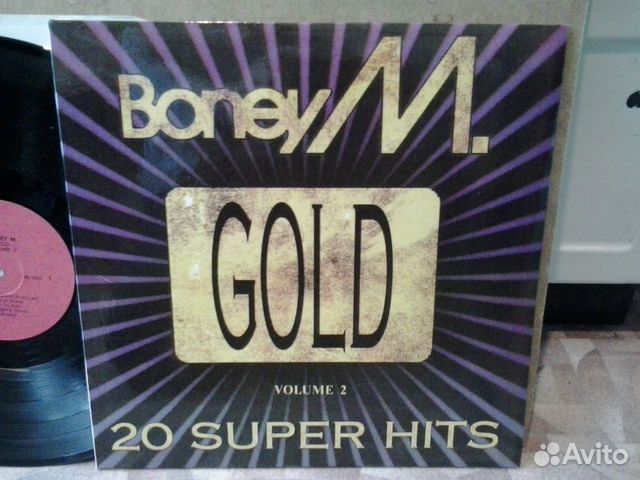 Boney M.
GOLD
VOLUME 2
20 SUPER HITS
Avito